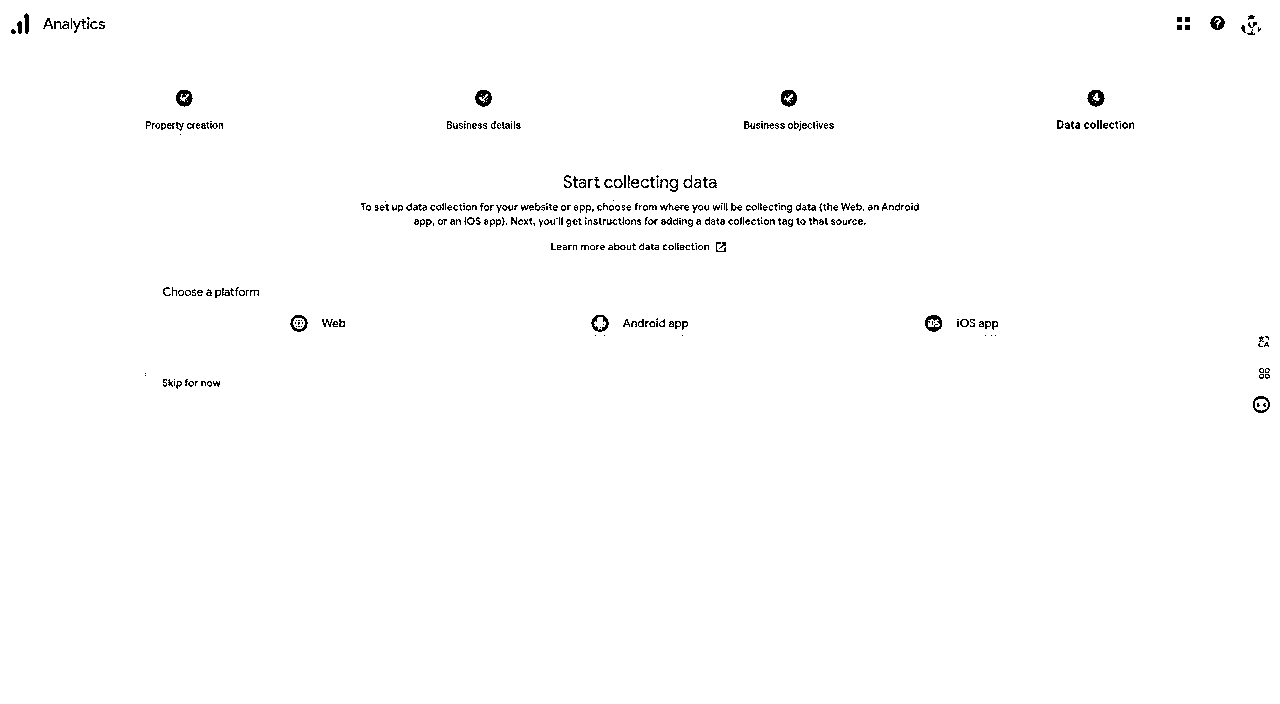 Analytics
Property creation
Business details
Business objectives
4
Data collection
Start collecting data
To set up data collection for your website or app, choose from where you will be collecting data (the Web, an Android
app, or an iOS app). Next, you'll get instructions for adding a data collection tag to that source.
Learn more about data collection
Choose a platform
Web
Android app
iOS
iOS app
Skip for now